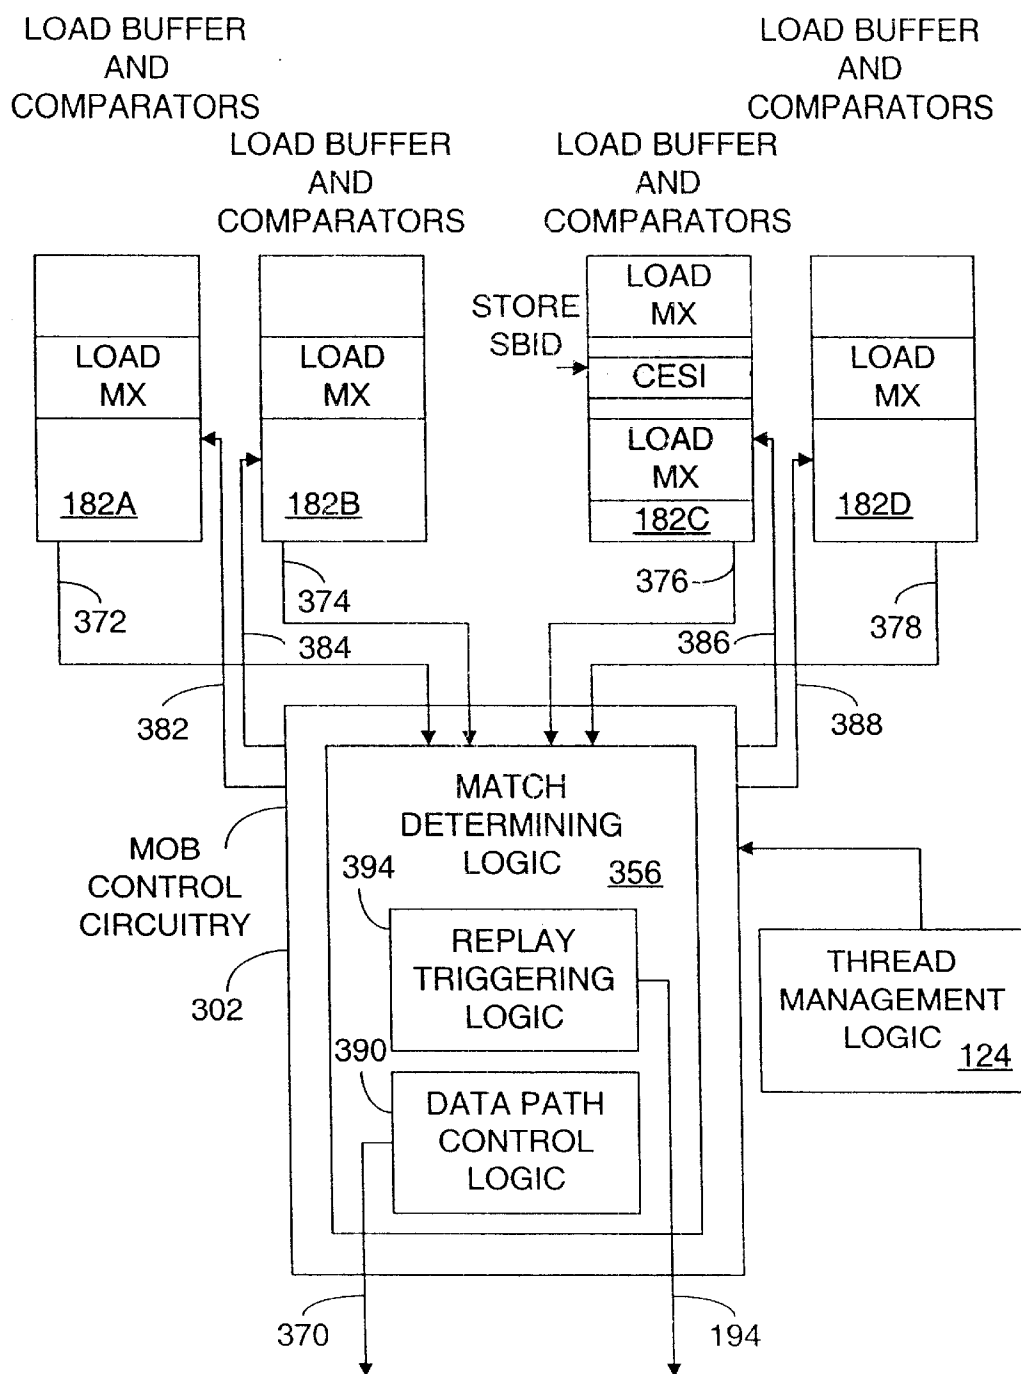 LOAD BUFFER
AND
COMPARATORS
LOAD BUFFER
AND
COMPARATORS
LOAD BUFFER
AND
COMPARATORS
LOAD BUFFER
AND
COMPARATORS
LOAD
MX
182A
LOAD
MX
182B
STORE
SBID
LOAD
MX
CESI
LOAD
MX
182C
LOAD
MX
182D
372
374
376
378
384
386
382
388
MOB
CONTROL
CIRCUITRY
302
MATCH
DETERMINING
LOGIC
356
394
REPLAY
TRIGGERING
LOGIC
390
DATA PATH
CONTROL
LOGIC
THREAD
MANAGEMENT
LOGIC
124
370
194